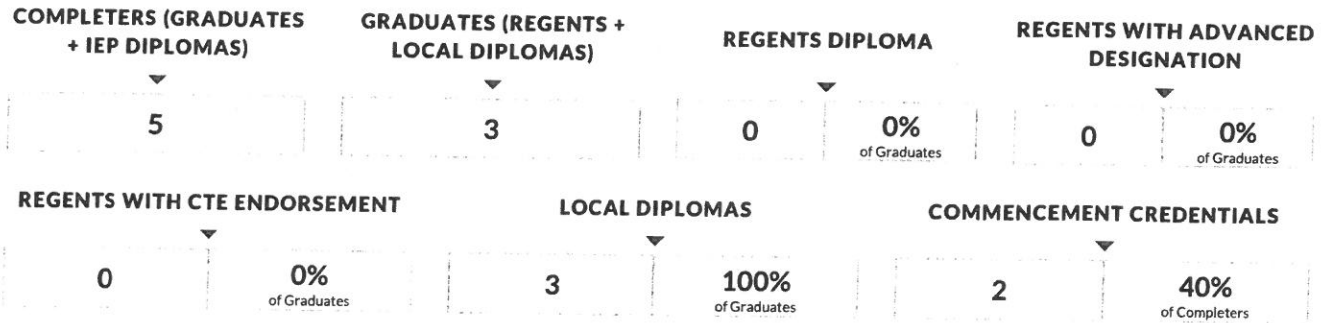 COMPLETERS (GRADUATES
+ IEP DIPLOMAS)
5
GRADUATES (REGENTS +
LOCAL DIPLOMAS)
3
REGENTS DIPLOMA
0
0%
of Graduates
REGENTS WITH ADVANCED
DESIGNATION
0
0%
of Graduates
REGENTS WITH CTE ENDORSEMENT
0
0%
of Graduates
LOCAL DIPLOMAS
3
100%
of Graduates
COMMENCEMENT CREDENTIALS
2
40%
of Completers